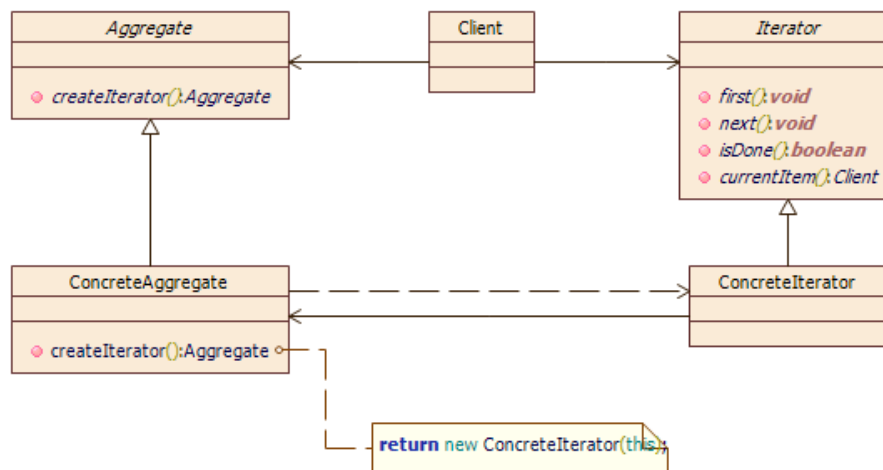 Aggregate
createIterator():Aggregate
Client
Iterator
first():void
next():void
isDone():boolean
currentItem():Client
ConcreteAggregate
createIterator():Aggregate
ConcreteIterator
return new ConcreteIterator(this);